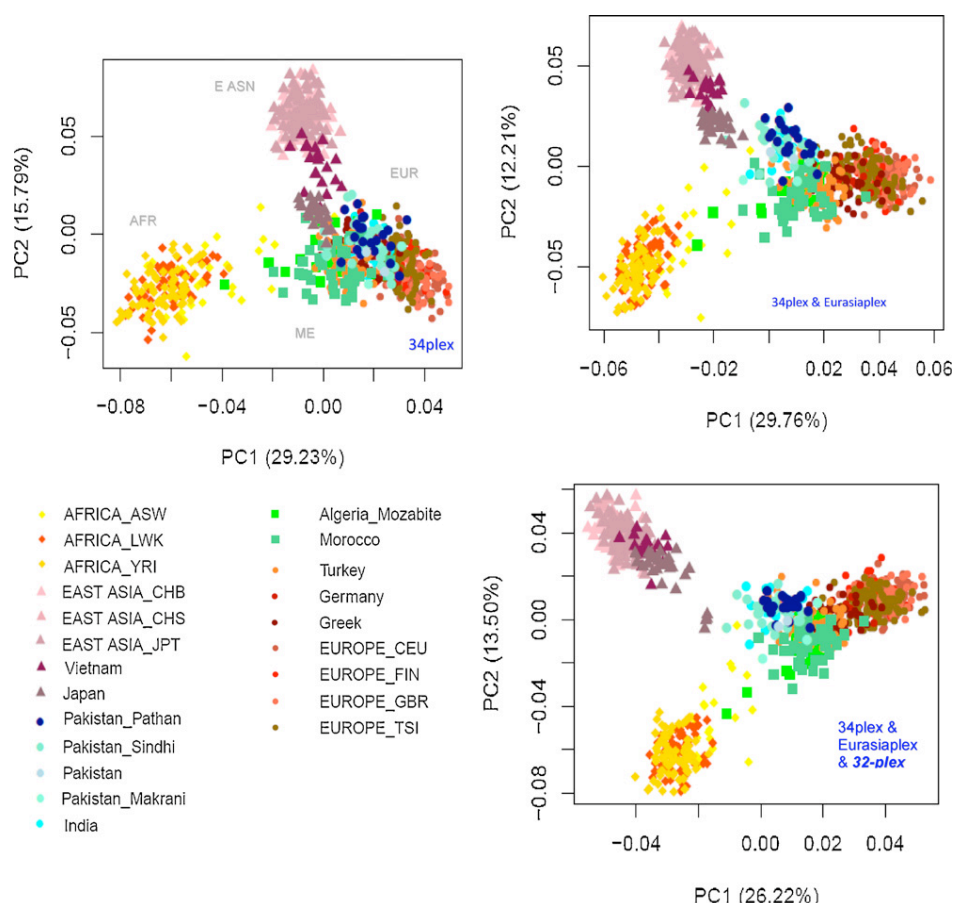 E ASN
EUR
AFR
ME
34plex
PC2 (15.79%)
0.05
0.00
−0.05
−0.08
−0.04
0.00
0.04
PC1 (29.23%)
34plex & Eurasiaplex
PC2 (12.21%)
0.05
0.00
−0.05
−0.06
−0.02
0.02
0.04
0.06
PC1 (29.76%)
AFRICA_ASW
AFRICA_LWK
AFRICA_YRI
EAST ASIA_CHB
EAST ASIA_CHS
EAST ASIA_JPT
Vietnam
Japan
Pakistan_Pathan
Pakistan_Sindhi
Pakistan
Pakistan_Makrani
India
Algeria_Mozabite
Morocco
Turkey
Germany
Greek
EUROPE_CEU
EUROPE_FIN
EUROPE_GBR
EUROPE_TSI
34plex &
Eurasiaplex
& 32-plex
PC2 (13.50%)
0.04
0.00
−0.04
−0.08
−0.04
0.00
0.02
0.04
PC1 (26.22%)